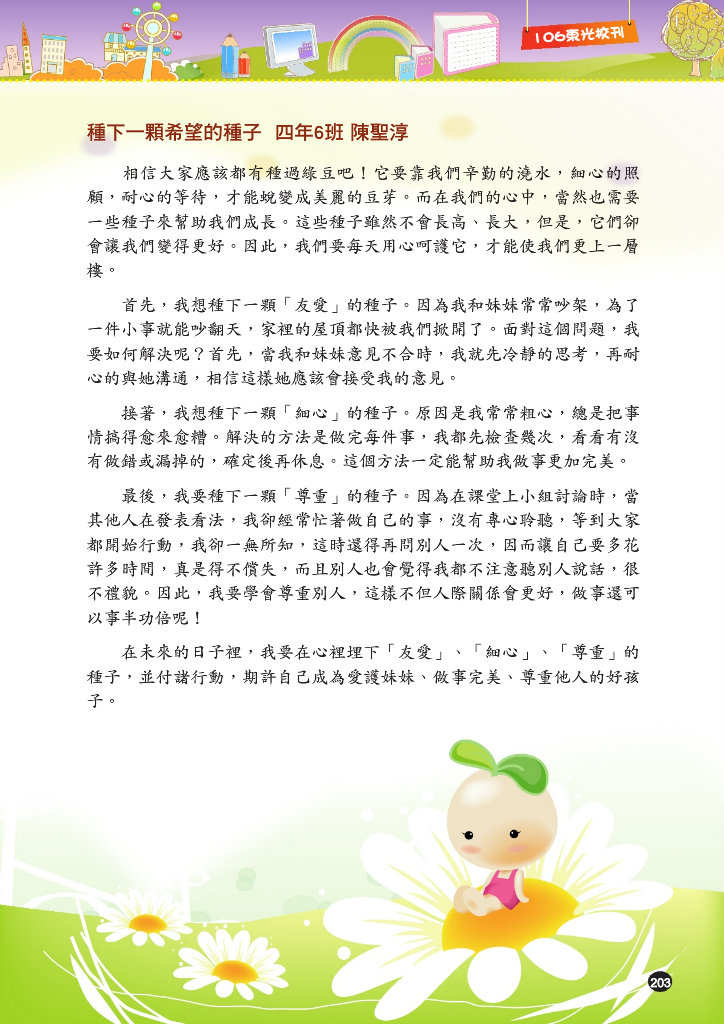 106東光校刊
種下一顆希望的種子 四年6班 陳聖淳
相信大家應該都有種過綠豆吧！它要靠我們辛勤的澆水，細心的照
顧，耐心的等待，才能蛻變成美麗的豆芽。而在我們的心中，當然也需要
一些種子來幫助我們成長。這些種子雖然不會長高、長大，但是，它們卻
會讓我們變得更好。因此，我們要每天用心呵護它，才能使我們更上一層
樓。
首先，我想種下一顆「友愛」的種子。因為我和妹妹常常吵架，為了
一件小事就能吵翻天，家裡的屋頂都快被我們掀開了。面對這個問題，我
要如何解決呢？首先，當我和妹妹意見不合時，我就先冷靜的思考，再耐
心的與她溝通，相信這樣她應該會接受我的意見。
接著，我想種下一顆「細心」的種子。原因是我常常粗心，總是把事
情搞得愈來愈糟。解決的方法是做完每件事，我都先檢查幾次，看看有沒
有做錯或漏掉的，確定後再休息。這個方法一定能幫助我做事更加完美。
最後，我要種下一顆「尊重」的種子。因為在課堂上小組討論時，當
其他人在發表看法，我卻經常忙著做自己的事，沒有專心聆聽，等到大家
都開始行動，我卻一無所知，這時還得再問別人一次，因而讓自己要多花
許多時間，真是得不償失，而且別人也會覺得我都不注意聽別人說話，很
不禮貌。因此，我要學會尊重別人，這樣不但人際關係會更好，做事還可
以事半功倍呢！
在未來的日子裡，我要在心裡埋下「友愛」、「細心」、「尊重」的
種子，並付諸行動，期許自己成為愛護妹妹、做事完美、尊重他人的好孩
子。
203